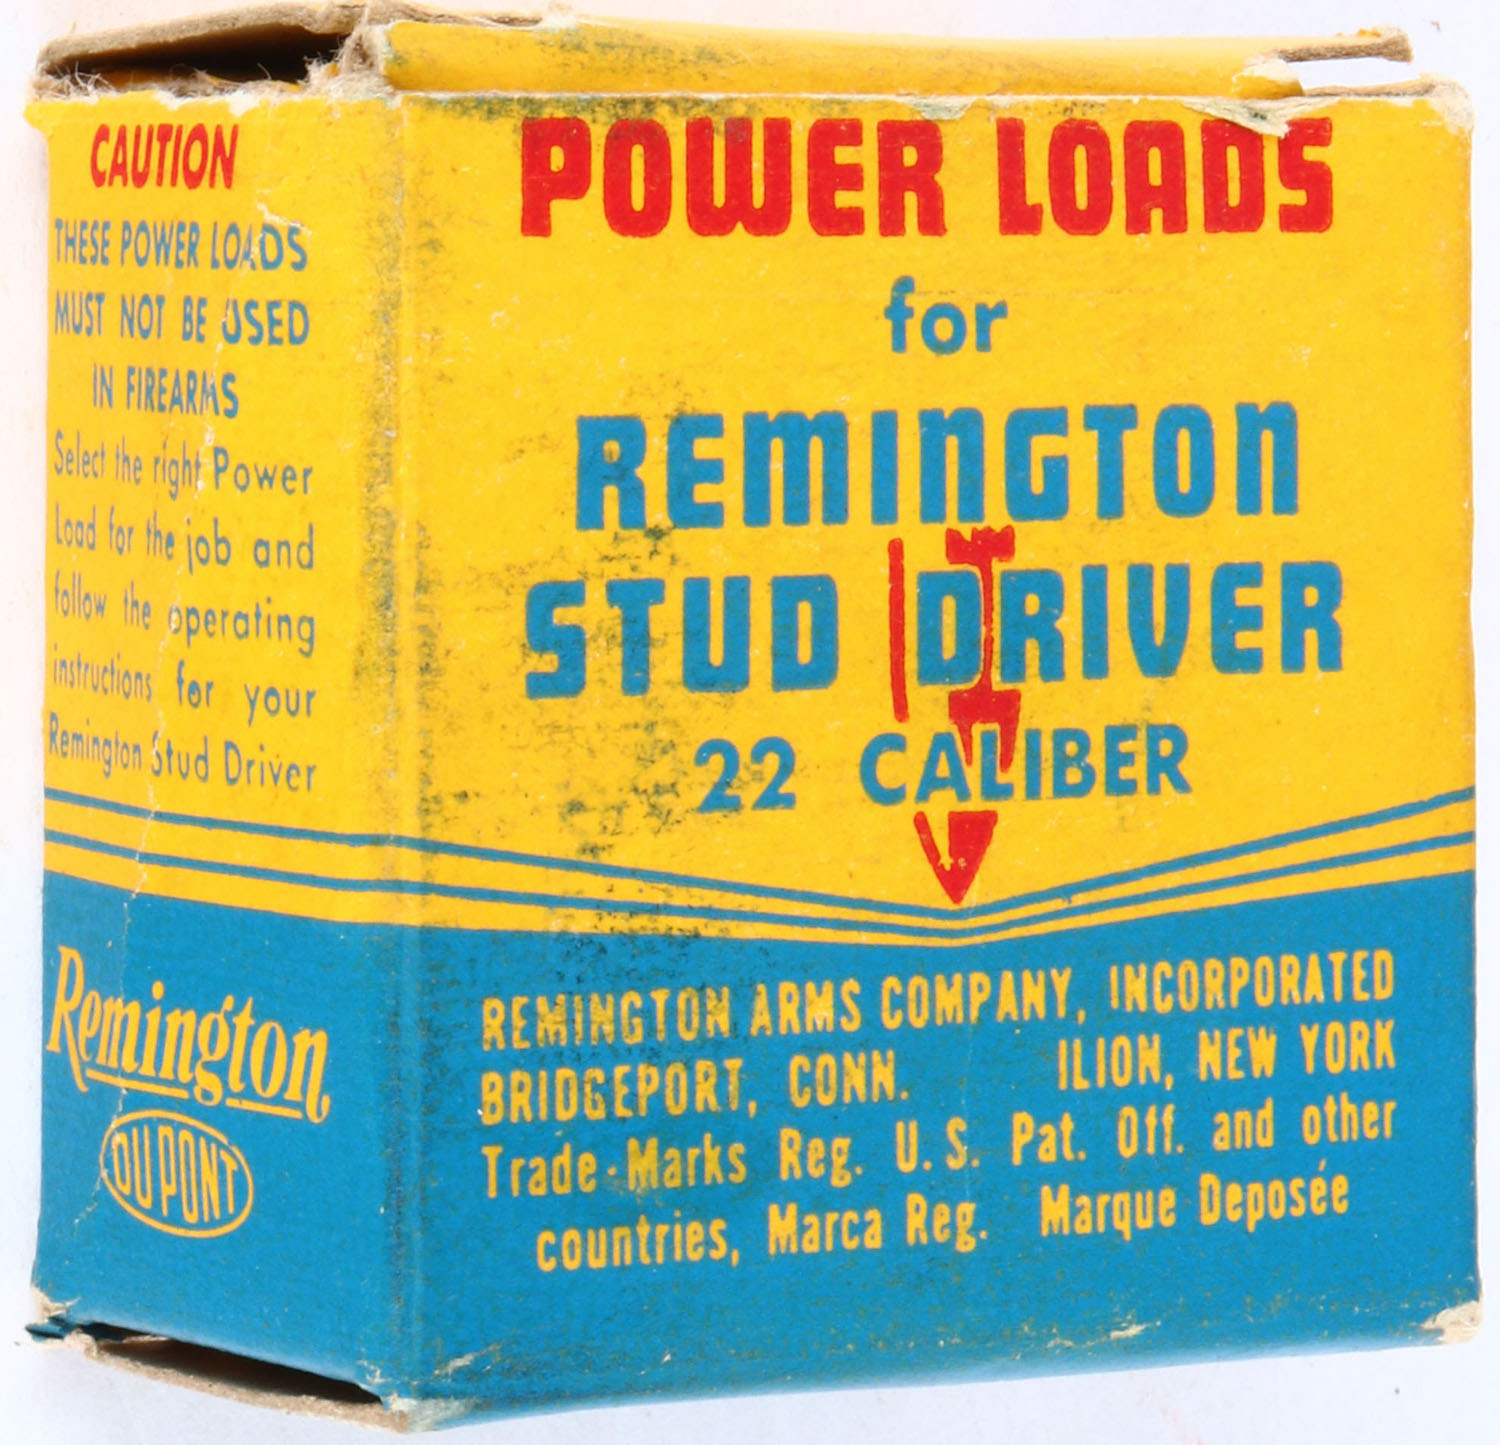 CAUTION
THESE POWER LOADS
MUST NOT BE USED
IN FIREARMS
Select the right Power
Load for the job and
follow the operating
instructions for your
Remington Stud Driver
Remington
DU PONT
POWER LOADS
for
REMINGTON
STUD DRIVER
22 CALIBER
REMINGTON ARMS COMPANY, INCORPORATED
BRIDGEPORT, CONN. ILION, NEW YORK
Trade-Marks Reg. U.S. Pat. Off. and other
countries, Marca Reg. Marque Deposée